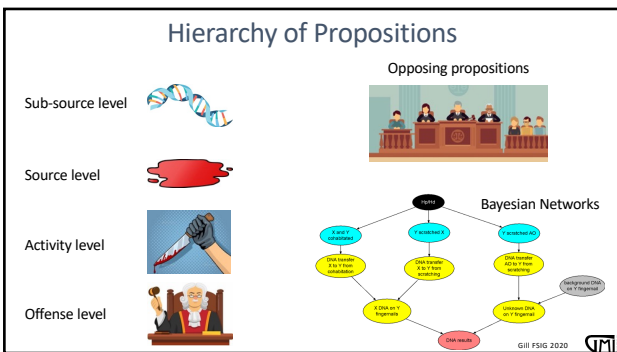 Hierarchy of Propositions
Sub-source level
Source level
Activity level
Offense level
Opposing propositions
Bayesian Networks
Hp/Hd
X and Y
cohabitated
Y scratched X
Y scratched AO
DNA transfer
X to Y from
cohabitation
DNA transfer
X to Y from
scratching
DNA transfer
AO to Y from
scratching
background DNA
on Y fingernail
X DNA on Y
fingernails
Unknown DNA
on Y fingernail
DNA results
Gill FSIG 2020
GMI